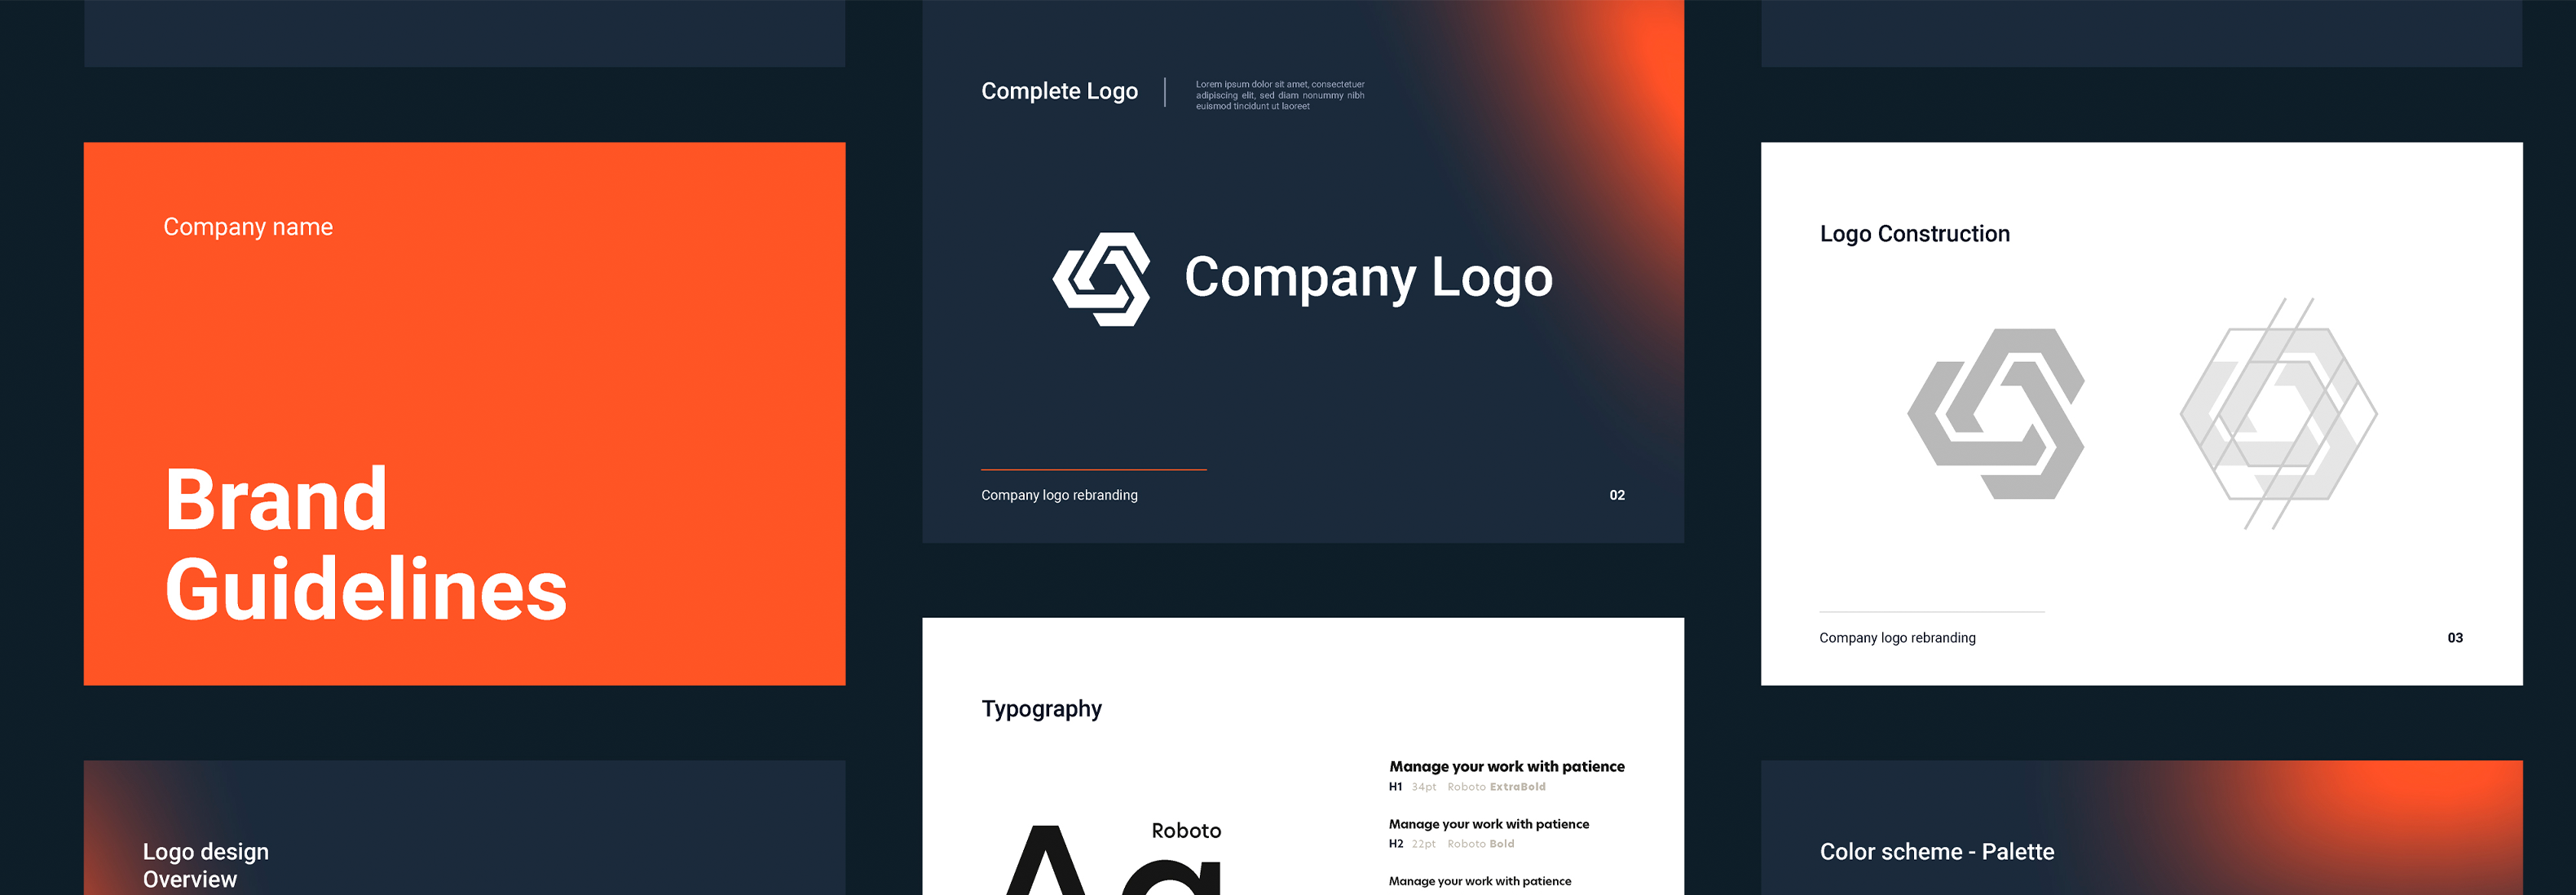 Company name
Brand
Guidelines
Logo design
Overview
Complete Logo
Lorem ipsum dolor sit amet, consectetuer
adipiscing elit, sed diam nonummy nibh
euismod tincidunt ut laoreet
Company Logo
Company logo rebranding
02
Typography
Roboto
Ag
Manage your work with patience
H1 34pt Roboto ExtraBold
Manage your work with patience
H2 22pt Roboto Bold
Manage your work with patience
Logo Construction
Company logo rebranding
03
Color scheme - Palette